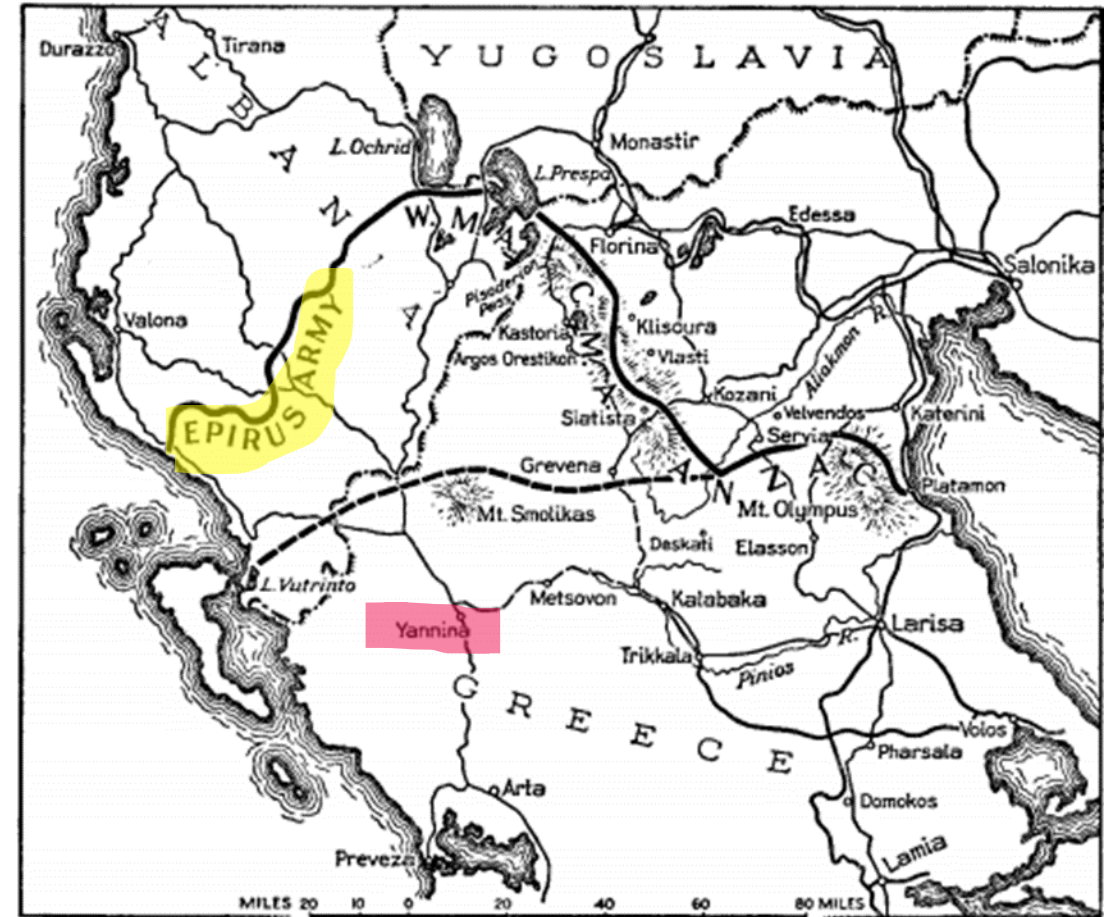 Durazzo
Tirana
ALBANIA
YUGOSLAVIA
L.Ochrid
Monastir
L.Prespa
W. MAC.
Florina
Edessa
Salonika
Pisoderion
Pass
C. MAC.
Kastoria
Klisoura
Argos Orestikon
Vlasti
Valona
EPIRUS ARMY
Kozani
Aliakmon R.
Slatista
Velvendos
Katerini
Servia
Grevena
ANZAC
Platamon
Mt. Smolikas
Mt. Olympus
Deskati
Elasson
L.Vutrinto
Metsovon
Kalabaka
Yannina
Larisa
Trikkala
Pinios R.
GREECE
Volos
Pharsala
Arta
Domokos
Preveza
Lamia
MILES 20 10 0 20 40 60 80 MILES